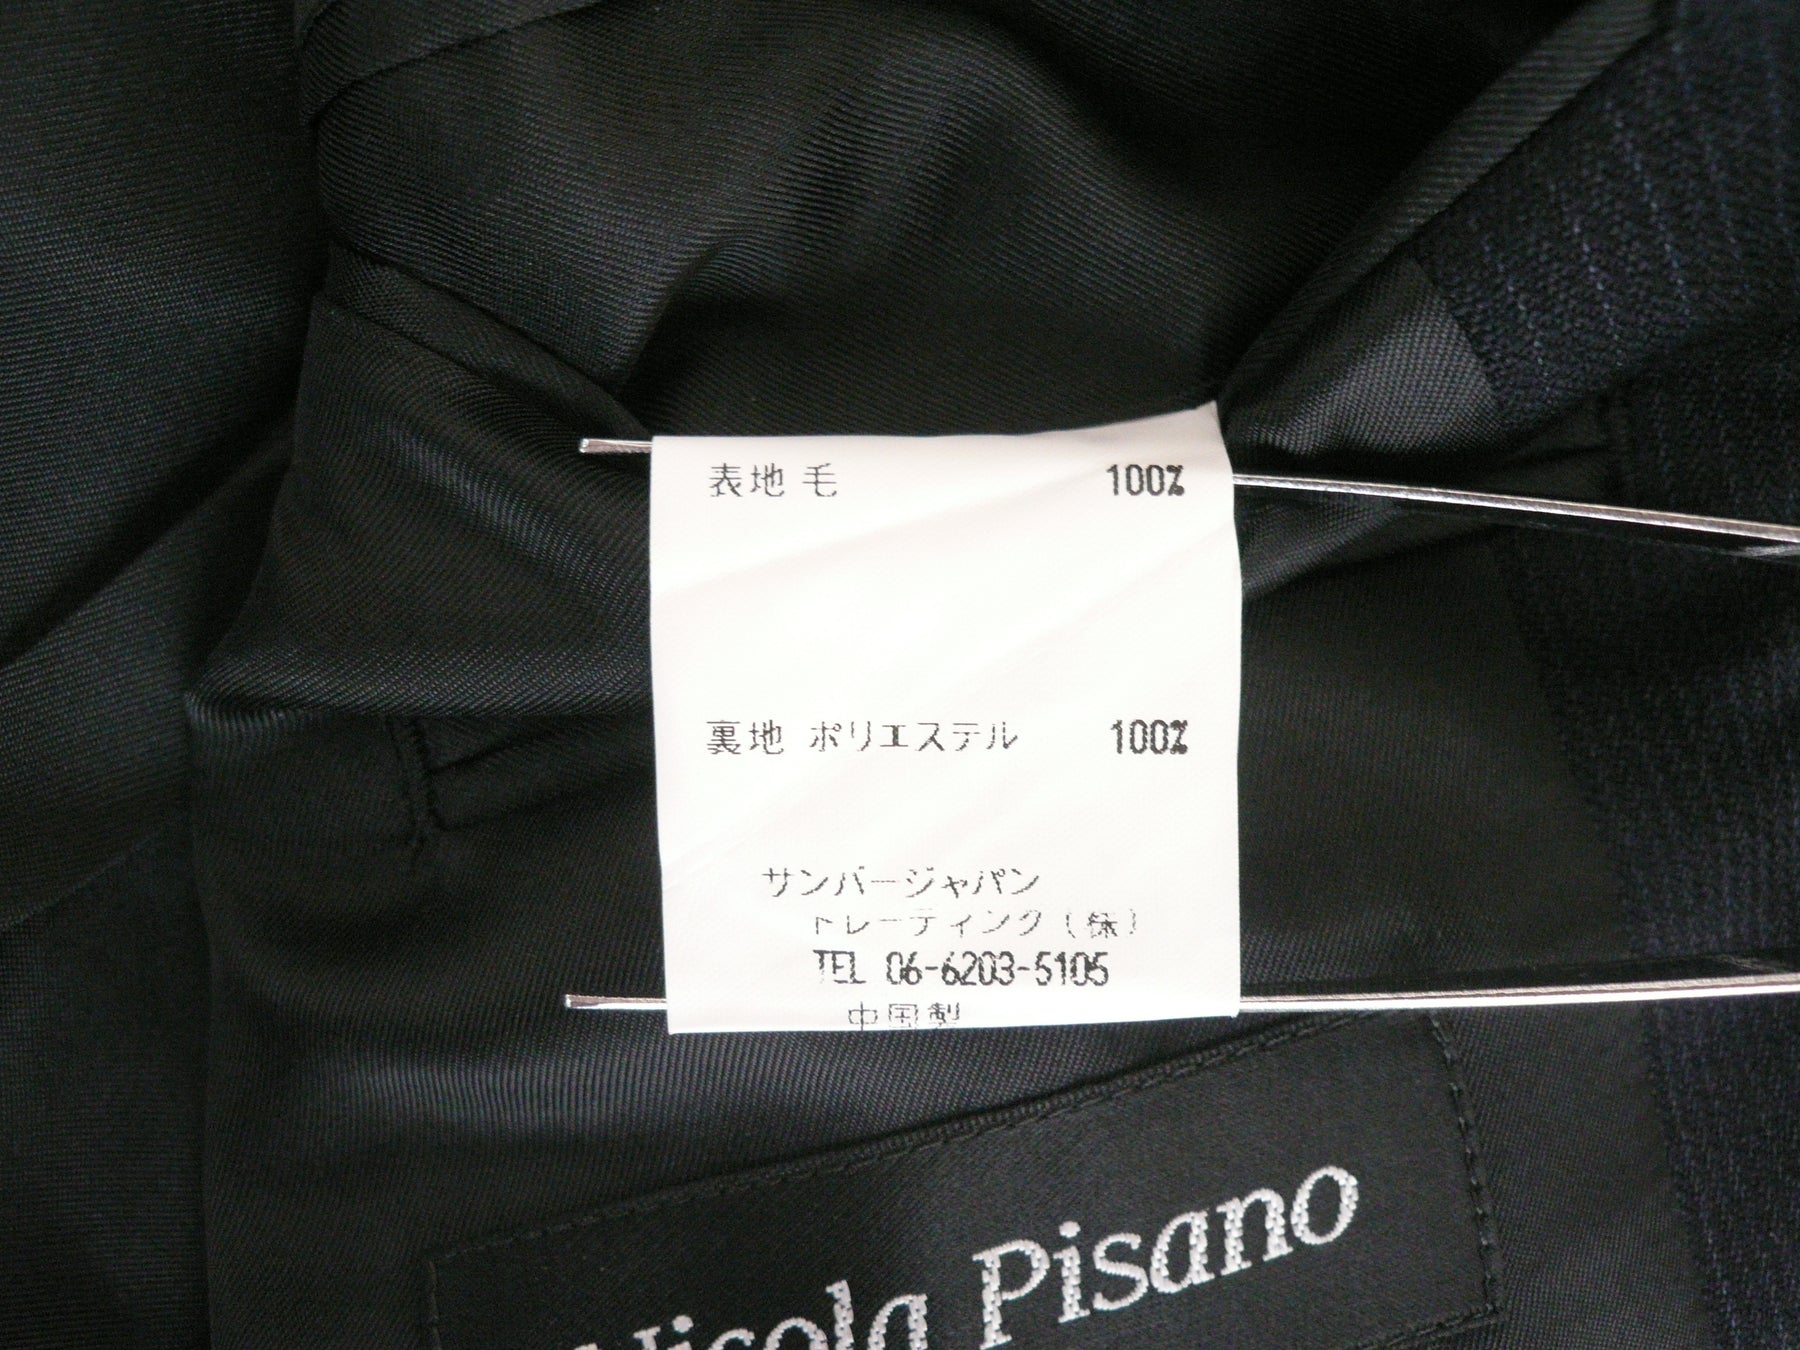 表地 毛 100%
裏地 ポリエステル 100%
サンバージャパン
トレーディング(株)
TEL 06-6203-5105
中国製
Nicola Pisano